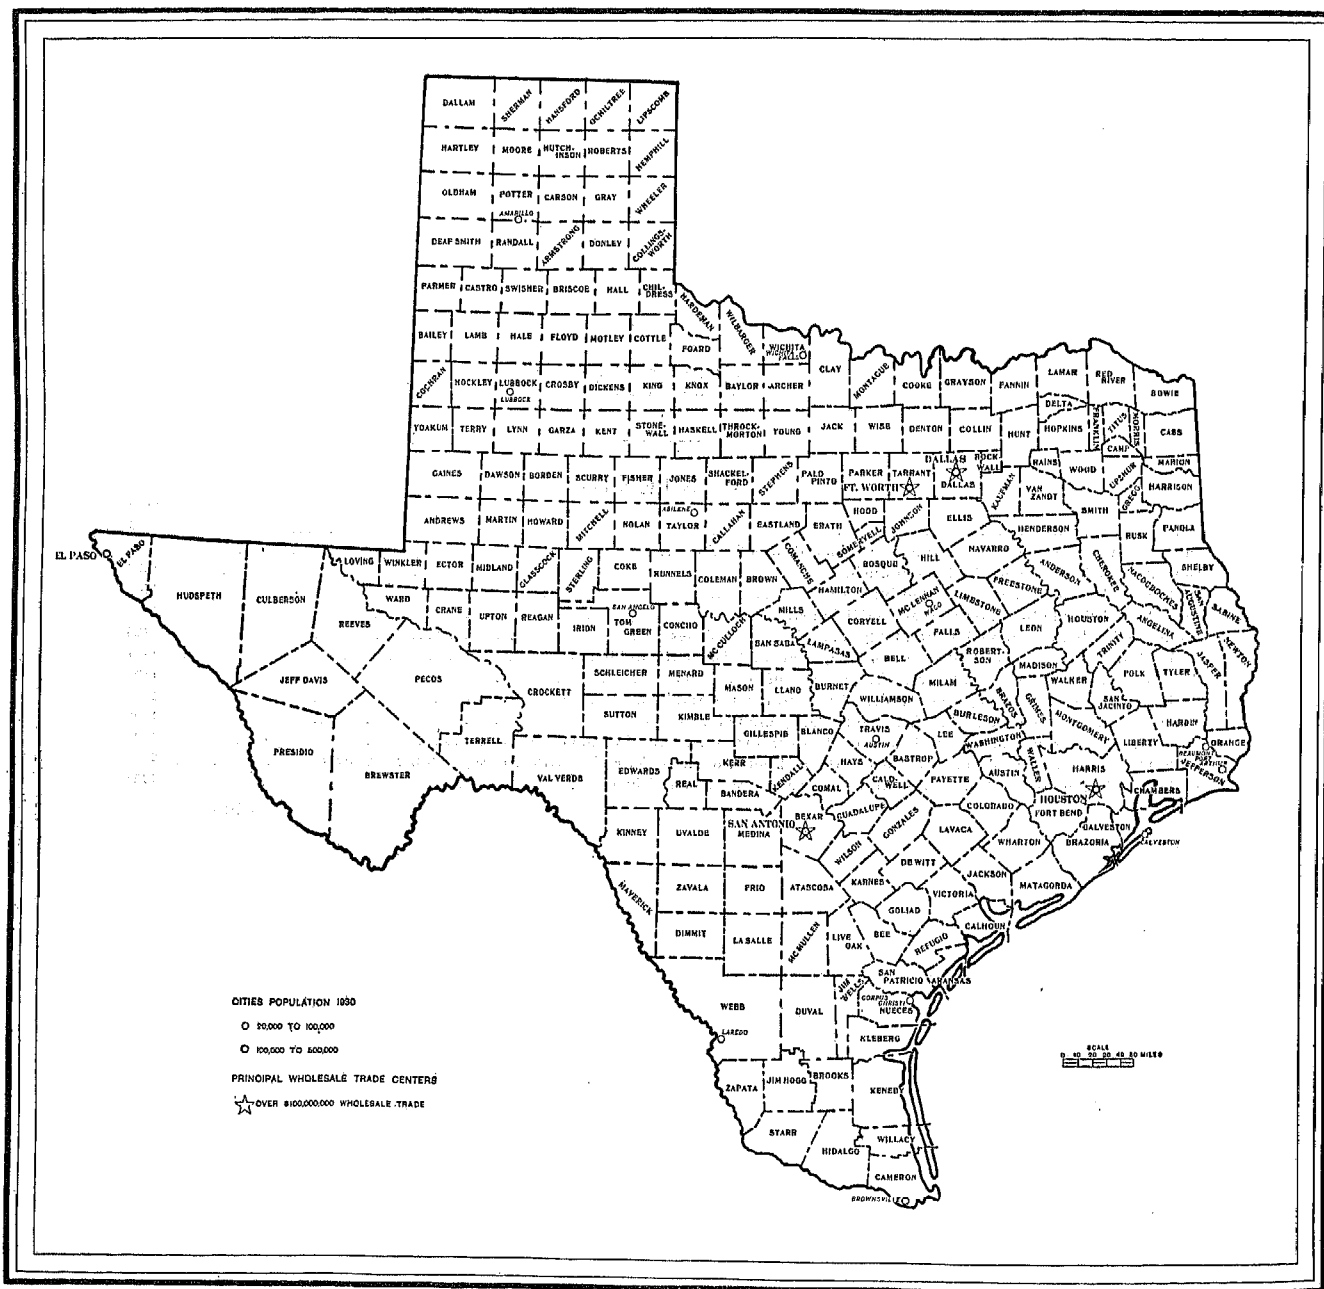 DALLAM
SHERMAN
HANSFORD
OCHILTREE
LIPSCOMB
HARTLEY
MOORE
HUTCH-
INSON
ROBERTS
HEMPHILL
OLDHAM
POTTER
CARSON
GRAY
WHEELER
AMARILLO
DEAF SMITH
RANDALL
ARMSTRONG
DONLEY
COLLINGS-
WORTH
PARMER
CASTRO
SWISHER
BRISCOE
HALL
CHIL-
DRESS
HARDEMAN
WILBARGER
BAILEY
LAMB
HALE
FLOYD
MOTLEY
COTTLE
FOARD
WICHITA
WICHITA
FALLS
CLAY
MONTAGUE
COOKE
GRAYSON
FANNIN
LAMAR
RED
RIVER
BOWIE
COCHRAN
HOCKLEY
LUBBOCK
LUBBOCK
CROSBY
DICKENS
KING
KNOX
BAYLOR
ARCHER
DELTA
YOAKUM
TERRY
LYNN
GARZA
KENT
STONE-
WALL
HASKELL
THROCK-
MORTON
YOUNG
JACK
WISE
DENTON
COLLIN
HUNT
HOPKINS
FRANKLIN
TITUS
MORRIS
CASS
CAMP
GAINES
DAWSON
BORDEN
SCURRY
FISHER
JONES
SHACKEL-
FORD
STEPHENS
PALO
PINTO
PARKER
TARRANT
FT. WORTH
DALLAS
DALLAS
ROCK
WALL
KAUFMAN
RAINS
VAN
ZANDT
WOOD
UPSHUR
GREGG
MARION
HARRISON
ANDREWS
MARTIN
HOWARD
MITCHELL
NOLAN
ABILENE
TAYLOR
CALLAHAN
EASTLAND
ERATH
HOOD
SOMERVELL
JOHNSON
ELLIS
HENDERSON
SMITH
RUSK
PANOLA
EL PASO
EL PASO
HUDSPETH
CULBERSON
LOVING
WINKLER
ECTOR
MIDLAND
GLASSCOCK
STERLING
COKE
RUNNELS
COLEMAN
BROWN
COMANCHE
HAMILTON
BOSQUE
HILL
NAVARRO
ANDERSON
CHEROKEE
NACOGDOCHES
SHELBY
SAN
AUGUSTINE
SABINE
REEVES
WARD
CRANE
UPTON
REAGAN
IRION
SAN ANGELO
TOM
GREEN
CONCHO
MC CULLOCH
SAN SABA
MILLS
LAMPASAS
CORYELL
MC LENNAN
WACO
LIMESTONE
FREESTONE
FALLS
LEON
HOUSTON
TRINITY
ANGELINA
JASPER
NEWTON
JEFF DAVIS
PECOS
CROCKETT
SCHLEICHER
MENARD
MASON
LLANO
BURNET
BELL
MILAM
ROBERT-
SON
MADISON
WALKER
SAN
JACINTO
POLK
TYLER
PRESIDIO
BREWSTER
TERRELL
SUTTON
KIMBLE
GILLESPIE
BLANCO
WILLIAMSON
TRAVIS
AUSTIN
LEE
BURLESON
BRAZOS
GRIMES
MONTGOMERY
LIBERTY
HARDIN
ORANGE
VAL VERDE
EDWARDS
REAL
KERR
BANDERA
KENDALL
HAYS
COMAL
CALD-
WELL
BASTROP
FAYETTE
WASHINGTON
AUSTIN
WALLER
HARRIS
HOUSTON
CHAMBERS
BEAUMONT
PORT
ARTHUR
JEFFERSON
KINNEY
UVALDE
MEDINA
SAN ANTONIO
BEXAR
GUADALUPE
GONZALES
LAVACA
COLORADO
FORT BEND
GALVESTON
GALVESTON
BRAZORIA
WHARTON
MAVERICK
ZAVALA
FRIO
ATASCOSA
WILSON
KARNES
DE WITT
JACKSON
MATAGORDA
VICTORIA
CALHOUN
GOLIAD
DIMMIT
LA SALLE
MC MULLEN
LIVE
OAK
BEE
REFUGIO
SAN
PATRICIO
ARANSAS
WEBB
LAREDO
DUVAL
JIM
WELLS
CORPUS
CHRISTI
NUECES
KLEBERG
ZAPATA
JIM HOGG
BROOKS
KENEDY
STARR
HIDALGO
WILLACY
CAMERON
BROWNSVILLE
CITIES POPULATION 1930
20,000 TO 100,000
100,000 TO 500,000
PRINCIPAL WHOLESALE TRADE CENTERS
OVER $100,000,000 WHOLESALE TRADE
SCALE
0 10 20 30 40 50 MILES